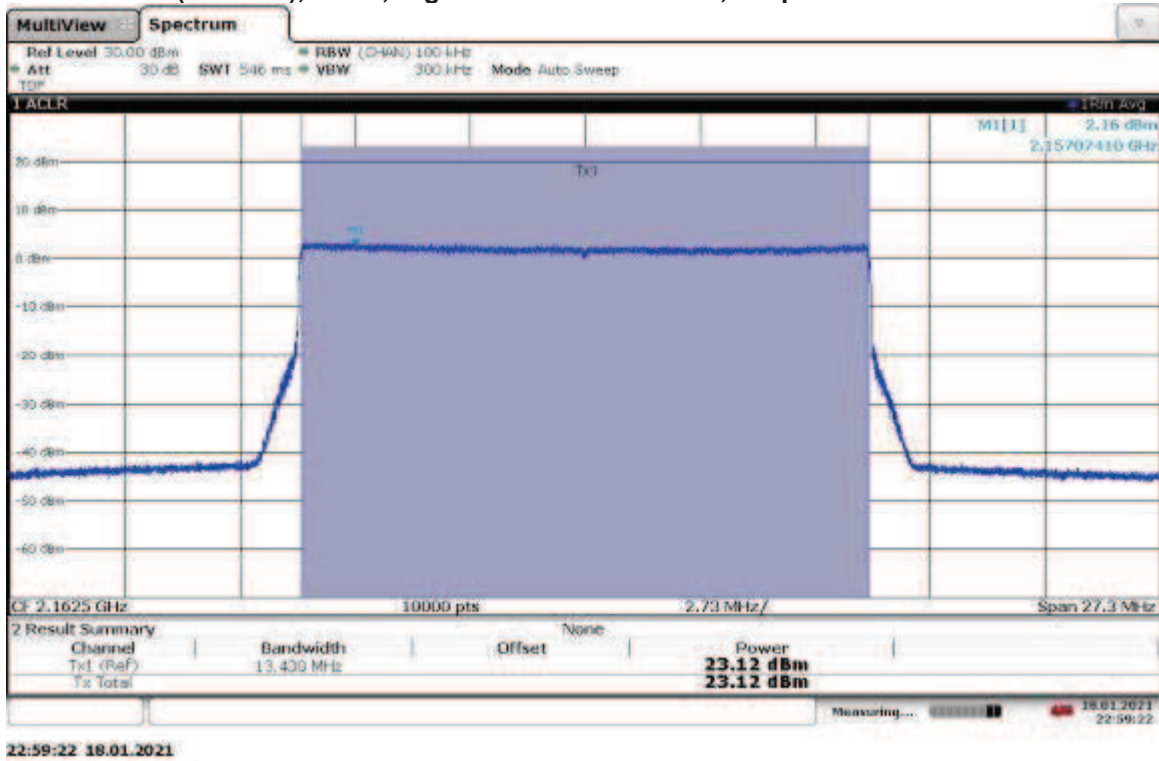 MultiView Spectrum
Ref Level 30.00 dBm RBW (CHAN) 100 kHz
Att 30 dB SWT 546 ms VBW 300 kHz Mode Auto Sweep
TDF
1 ACLR 1Rm Avg
M1[1] 2.16 dBm
2.15707410 GHz
20 dBm
Tx1
10 dBm
M1
0 dBm
-10 dBm
-20 dBm
-30 dBm
-40 dBm
-50 dBm
-60 dBm
CF 2.1625 GHz 10000 pts 2.73 MHz/ Span 27.3 MHz
2 Result Summary None
Channel Bandwidth Offset Power
Tx1 (Ref) 13.430 MHz 23.12 dBm
Tx Total 23.12 dBm
Measuring... 18.01.2021
22:59:22
22:59:22 18.01.2021